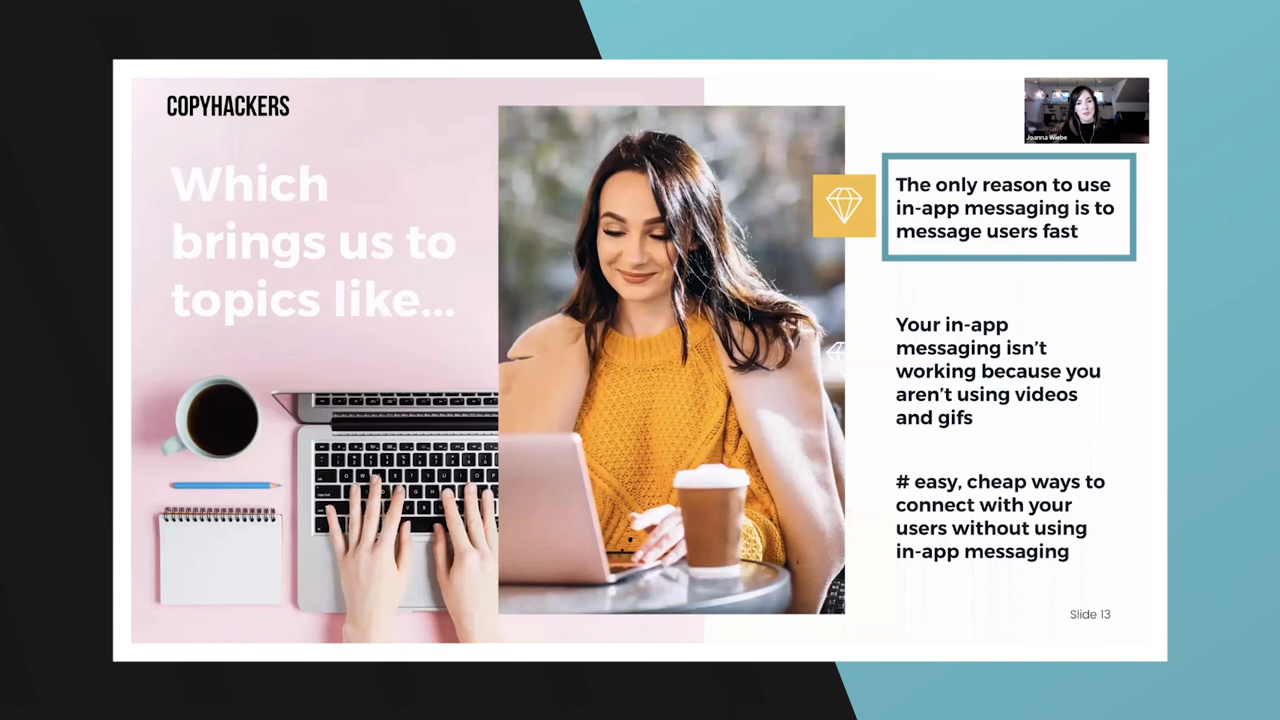 COPYHACKERS
Which
brings us to
topics like...
Joanna Wiebe
The only reason to use
in-app messaging is to
message users fast
Your in-app
messaging isn't
working because you
aren't using videos
and gifs
# easy, cheap ways to
connect with your
users without using
in-app messaging
Slide 13